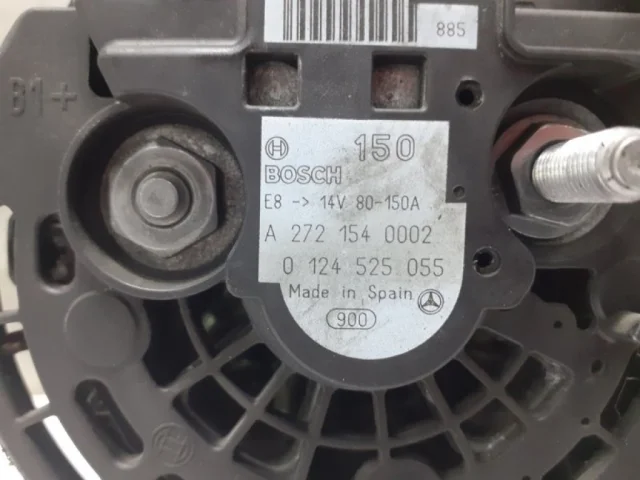 885
B1+
150
BOSCH
E8 -> 14V 80-150A
A 272 154 0002
0 124 525 055
Made in Spain
900